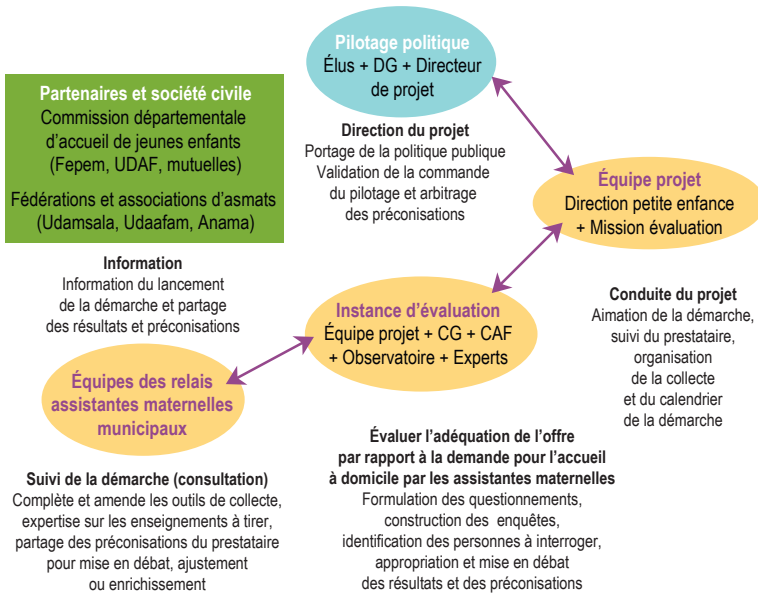 Pilotage politique
Élus + DG + Directeur
de projet
Partenaires et société civile
Commission départementale
d'accueil de jeunes enfants
(Fepem, UDAF, mutuelles)
Fédérations et associations d'asmats
(Udamsala, Udaafam, Anama)
Direction du projet
Portage de la politique publique
Validation de la commande
du pilotage et arbitrage
des préconisations
Équipe projet
Direction petite enfance
+ Mission évaluation
Information
Information du lancement
de la démarche et partage
des résultats et préconisations
Instance d'évaluation
Équipe projet + CG + CAF
+ Observatoire + Experts
Conduite du projet
Aimation de la démarche,
suivi du prestataire,
organisation
de la collecte
et du calendrier
de la démarche
Équipes des relais
assistantes maternelles
municipaux
Suivi de la démarche (consultation)
Complète et amende les outils de collecte,
expertise sur les enseignements à tirer,
partage des préconisations du prestataire
pour mise en débat, ajustement
ou enrichissement
Évaluer l'adéquation de l'offre
par rapport à la demande pour l'accueil
à domicile par les assistantes maternelles
Formulation des questionnements,
construction des enquêtes,
identification des personnes à interroger,
appropriation et mise en débat
des résultats et des préconisations